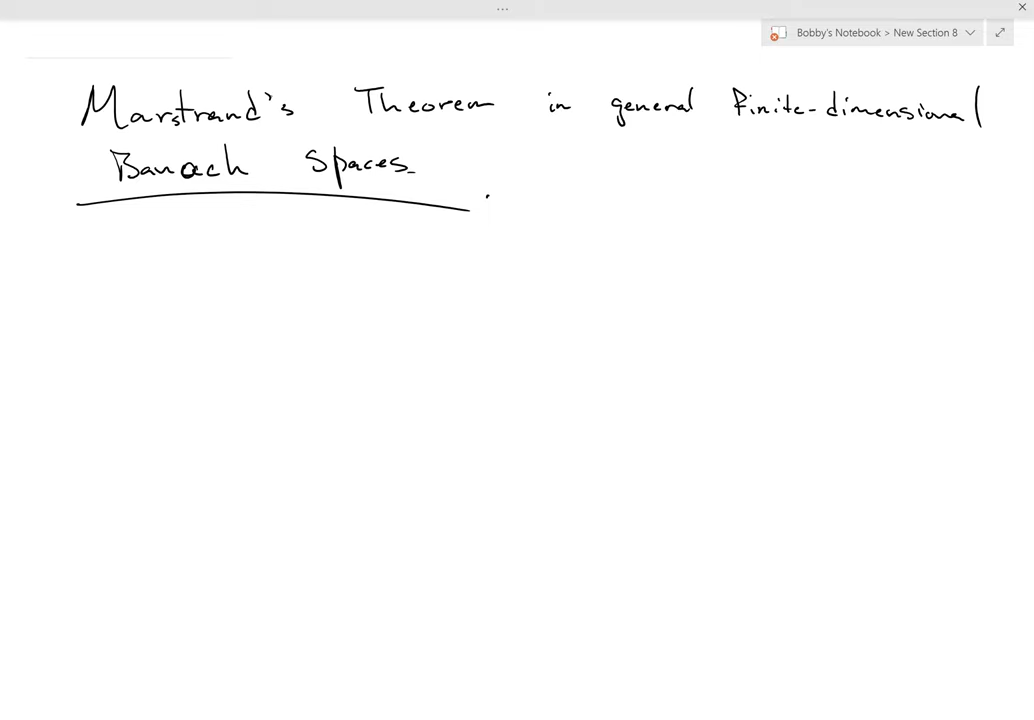 ...
Bobby's Notebook > New Section 8
Marstrand's Theorem in general finite-dimensional
Banach Spaces.